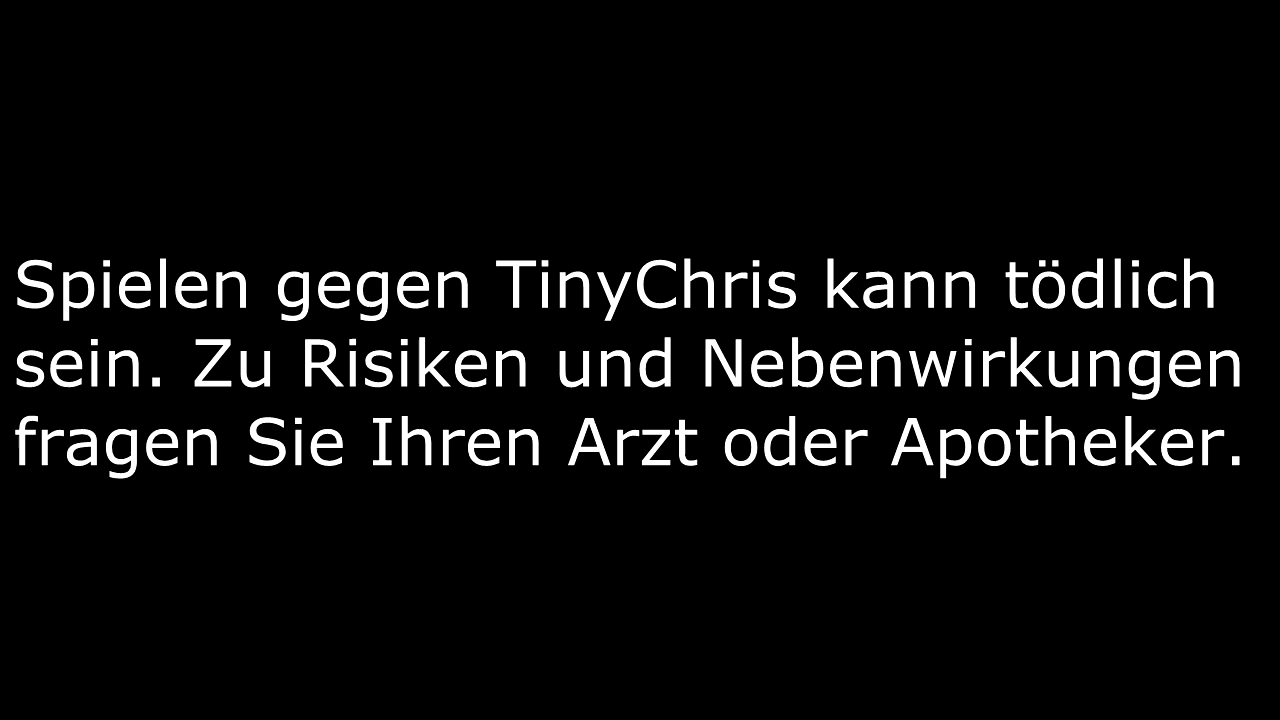 Spielen gegen TinyChris kann tödlich
sein. Zu Risiken und Nebenwirkungen
fragen Sie Ihren Arzt oder Apotheker.